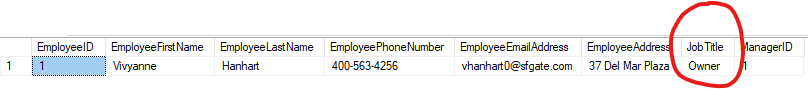 EmployeeID EmployeeFirstName EmployeeLastName EmployeePhoneNumber EmployeeEmailAddress EmployeeAddress JobTitle ManagerID
1 1 Vivyanne Hanhart 400-563-4256 vhanhart0@sfgate.com 37 Del Mar Plaza Owner 1